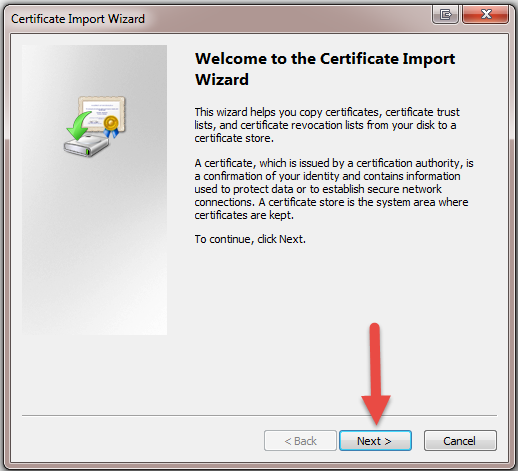 Certificate Import Wizard
Welcome to the Certificate Import
Wizard
This wizard helps you copy certificates, certificate trust
lists, and certificate revocation lists from your disk to a
certificate store.
A certificate, which is issued by a certification authority, is
a confirmation of your identity and contains information
used to protect data or to establish secure network
connections. A certificate store is the system area where
certificates are kept.
To continue, click Next.
< Back
Next >
Cancel